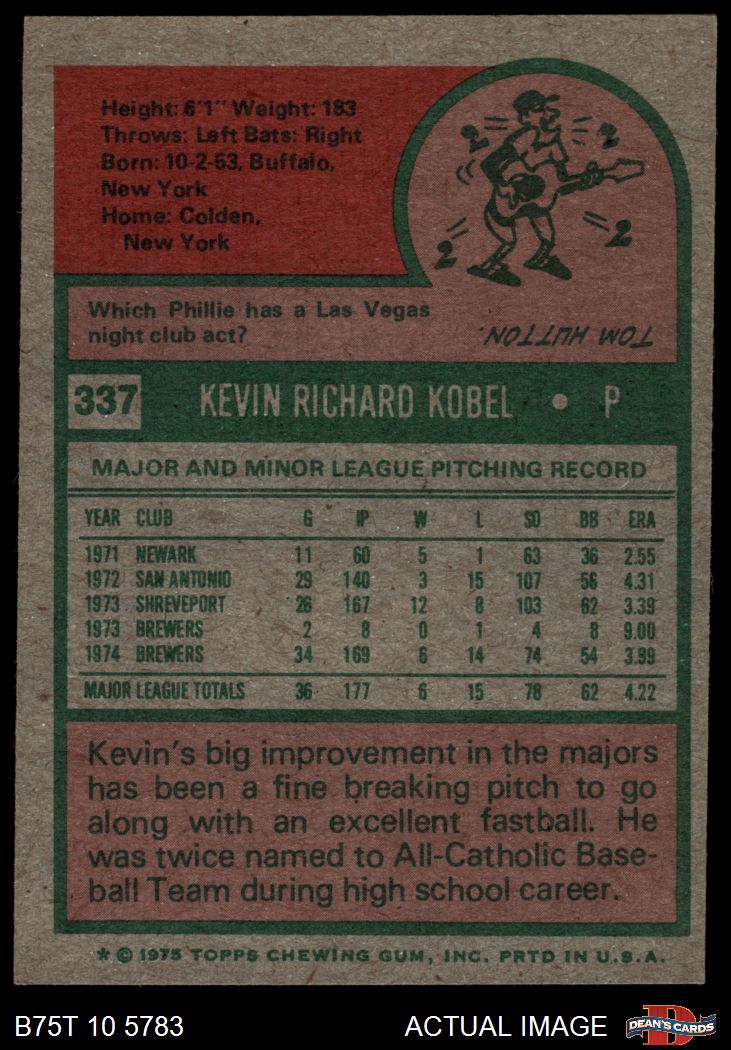 Height: 6'1" Weight: 183
Throws: Left Bats: Right
Born: 10-2-53, Buffalo,
New York
Home: Colden,
New York
2 2
2 2
Which Phillie has a Las Vegas
night club act?
TOM HUTTON.
337 KEVIN RICHARD KOBEL • P
MAJOR AND MINOR LEAGUE PITCHING RECORD
YEAR CLUB G IP W L SO BB ERA
1971 NEWARK 11 60 5 1 63 36 2.55
1972 SAN ANTONIO 29 140 3 15 107 56 4.31
1973 SHREVEPORT 26 167 12 8 103 62 3.39
1973 BREWERS 2 8 0 1 4 8 9.00
1974 BREWERS 34 169 6 14 74 54 3.99
MAJOR LEAGUE TOTALS 36 177 6 15 78 62 4.22
Kevin's big improvement in the majors
has been a fine breaking pitch to go
along with an excellent fastball. He
was twice named to All-Catholic Base-
ball Team during high school career.
* © 1975 TOPPS CHEWING GUM, INC. PRTD IN U.S.A.
B75T 10 5783 ACTUAL IMAGE DEAN'S CARDS